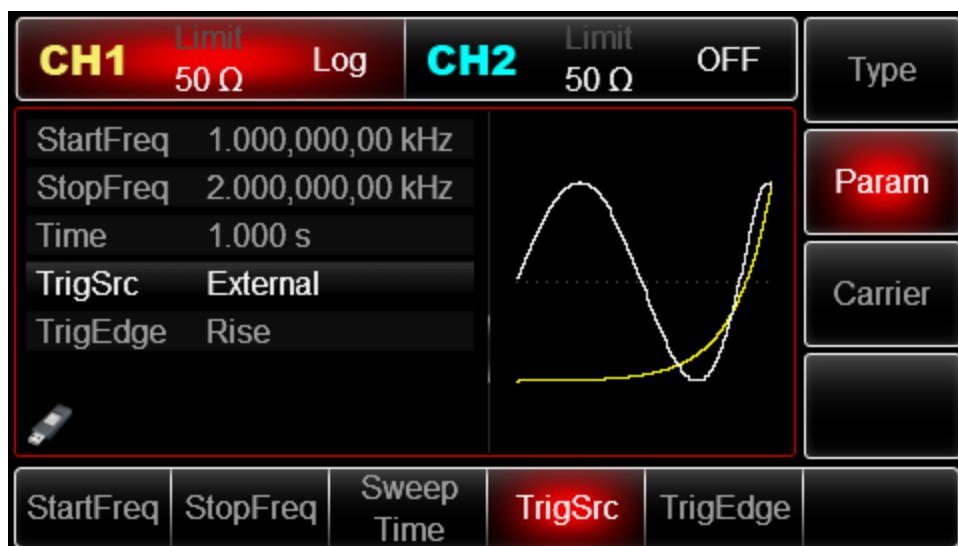 CH1 Limit 50 Ω Log CH2 Limit 50 Ω OFF
Type
StartFreq 1.000,000,00 kHz
StopFreq 2.000,000,00 kHz
Time 1.000 s
TrigSrc External
TrigEdge Rise
Param
Carrier
StartFreq StopFreq Sweep Time TrigSrc TrigEdge